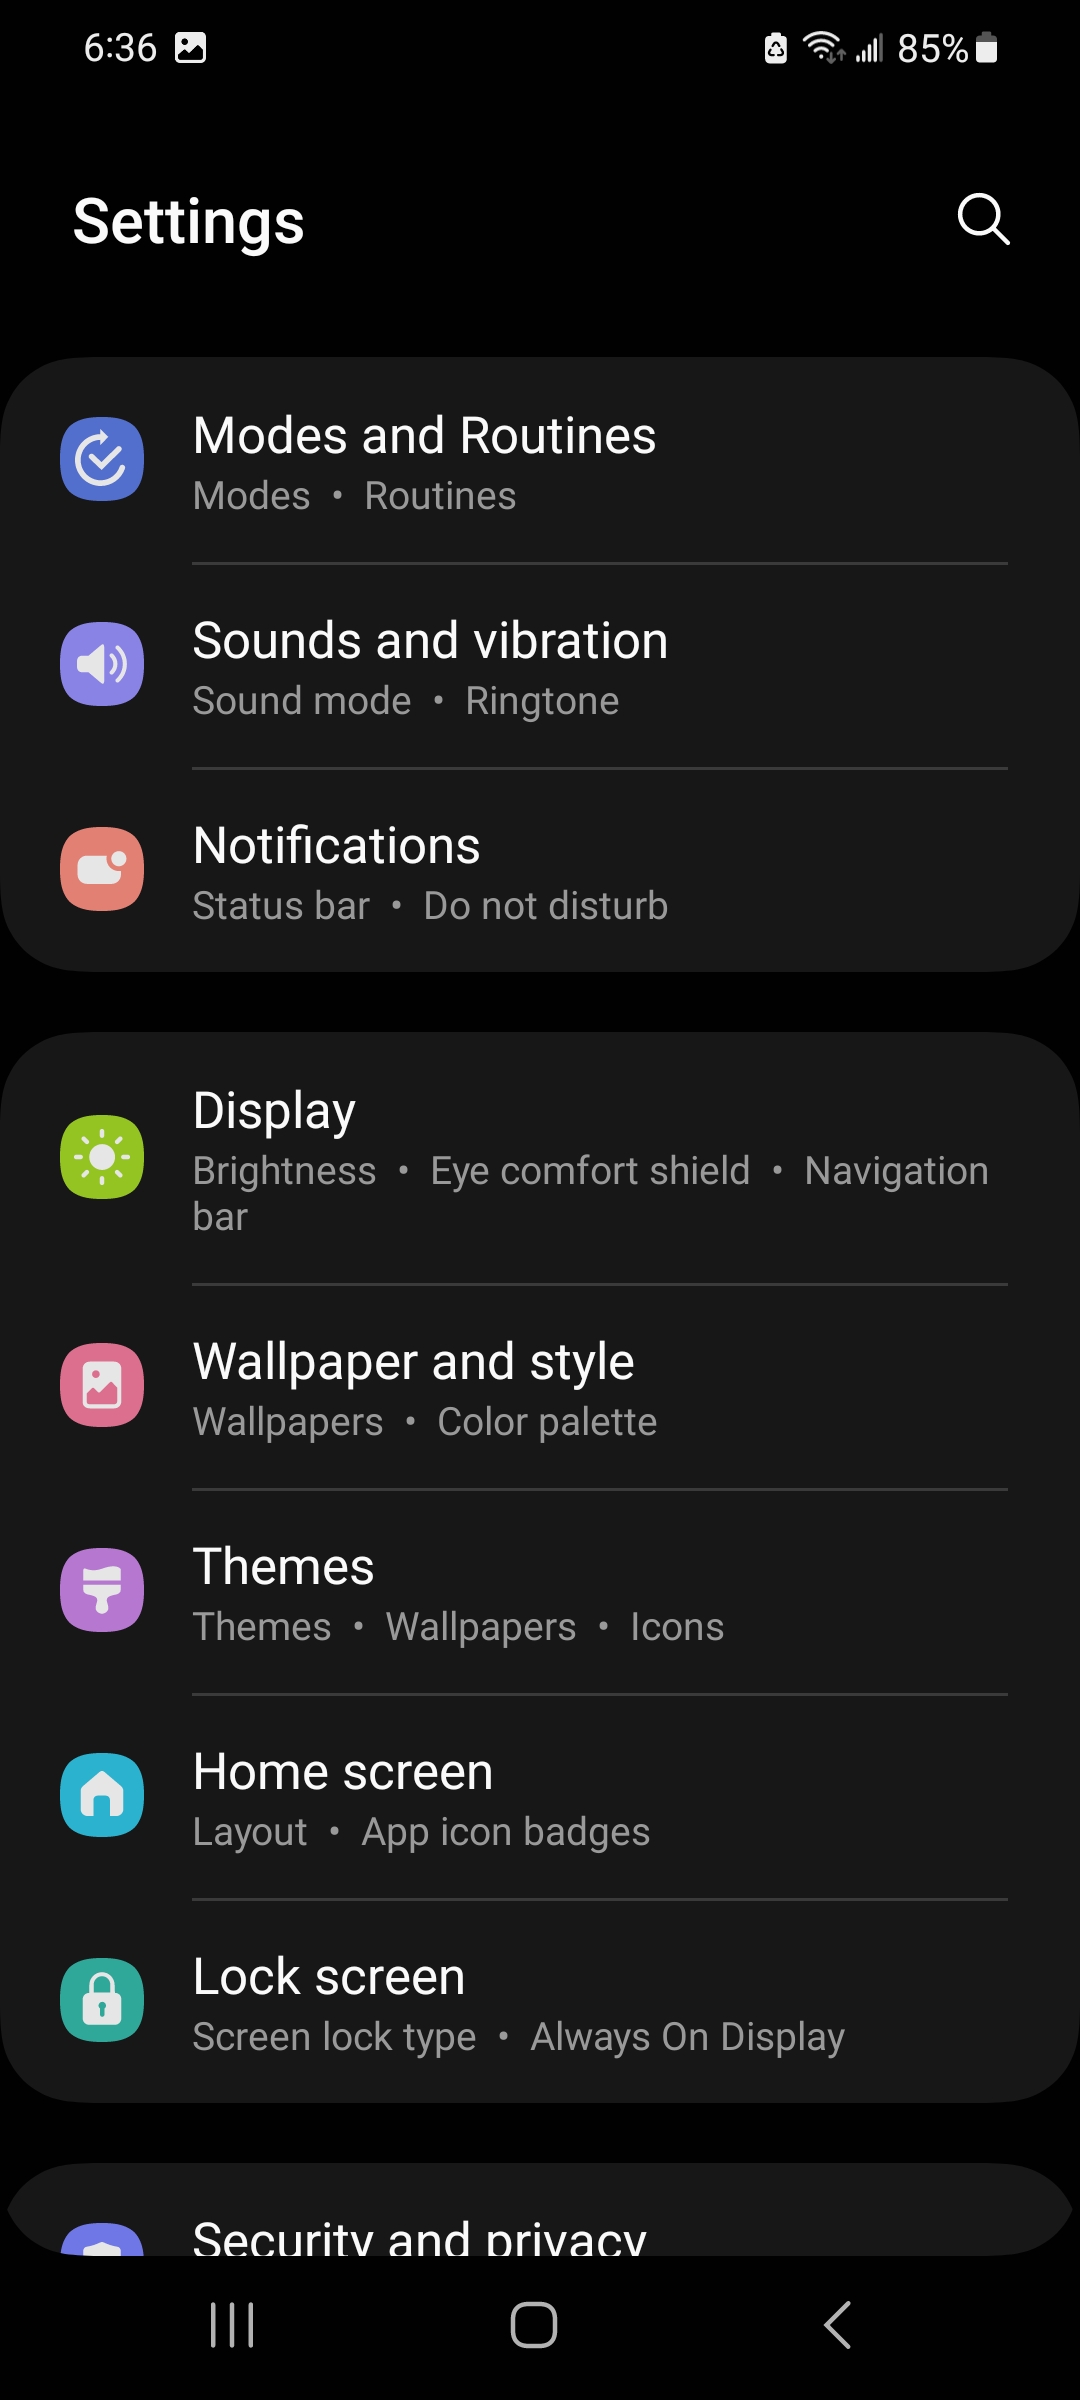 6:36
85%
Settings
Modes and Routines
Modes • Routines
Sounds and vibration
Sound mode • Ringtone
Notifications
Status bar • Do not disturb
Display
Brightness • Eye comfort shield • Navigation
bar
Wallpaper and style
Wallpapers • Color palette
Themes
Themes • Wallpapers • Icons
Home screen
Layout • App icon badges
Lock screen
Screen lock type • Always On Display
Security and privacy